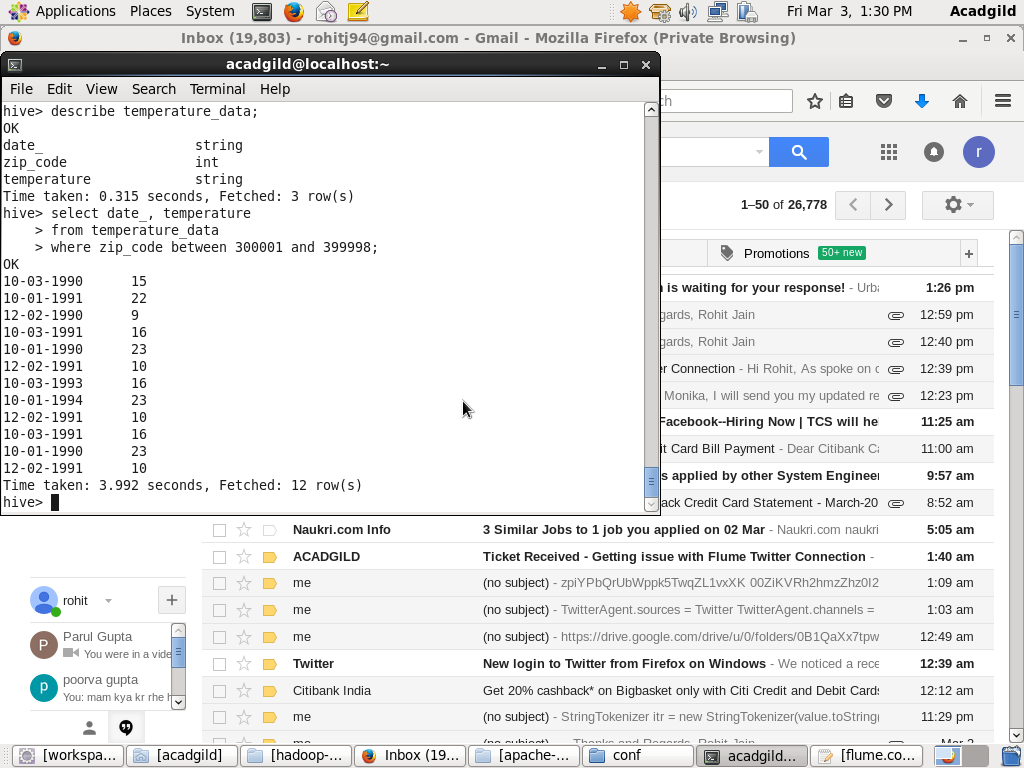 Applications Places System Fri Mar 3, 1:30 PM Acadgild
Inbox (19,803) - rohitj94@gmail.com - Gmail - Mozilla Firefox (Private Browsing)
acadgild@localhost:~
File Edit View Search Terminal Help
hive> describe temperature_data;
OK
date_ string
zip_code int
temperature string
Time taken: 0.315 seconds, Fetched: 3 row(s)
hive> select date_, temperature
> from temperature_data
> where zip_code between 300001 and 399998;
OK
10-03-1990 15
10-01-1991 22
12-02-1990 9
10-03-1991 16
10-01-1990 23
12-02-1991 10
10-03-1993 16
10-01-1994 23
12-02-1991 10
10-03-1991 16
10-01-1990 23
12-02-1991 10
Time taken: 3.992 seconds, Fetched: 12 row(s)
hive>
ch
r
1–50 of 26,778
Promotions 50+ new +
is waiting for your response! - Urba 1:26 pm
gards, Rohit Jain 12:59 pm
gards, Rohit Jain 12:40 pm
er Connection - Hi Rohit, As spoke on c 12:39 pm
Monika, I will send you my updated re 12:23 pm
Facebook--Hiring Now | TCS will he 11:25 am
it Card Bill Payment - Dear Citibank Ca 11:00 am
s applied by other System Engineer 9:57 am
ack Credit Card Statement - March-20 8:52 am
Naukri.com Info 3 Similar Jobs to 1 job you applied on 02 Mar - Naukri.com naukri 5:05 am
ACADGILD Ticket Received - Getting issue with Flume Twitter Connection - 1:40 am
me (no subject) - zpiYPbQrUbWppk5TwqZL1vxXK 00ZiKVRh2hmzZhz0I2 1:09 am
me (no subject) - TwitterAgent.sources = Twitter TwitterAgent.channels = 1:03 am
me (no subject) - https://drive.google.com/drive/u/0/folders/0B1QaXx7tpw 12:49 am
Twitter New login to Twitter from Firefox on Windows - We noticed a rece 12:39 am
Citibank India Get 20% cashback* on Bigbasket only with Citi Credit and Debit Cards 12:12 am
me (no subject) - StringTokenizer itr = new StringTokenizer(value.toString( 11:29 pm
me (no subject) - Thanks and Regards, Rohit Jain Mar 2
rohit +
P Parul Gupta
You were in a vide
P poorva gupta
You: mam kya kr rhe h
[workspa... [acadgild] [hadoop-... Inbox (19... [apache-... conf acadgild... [flume.co...